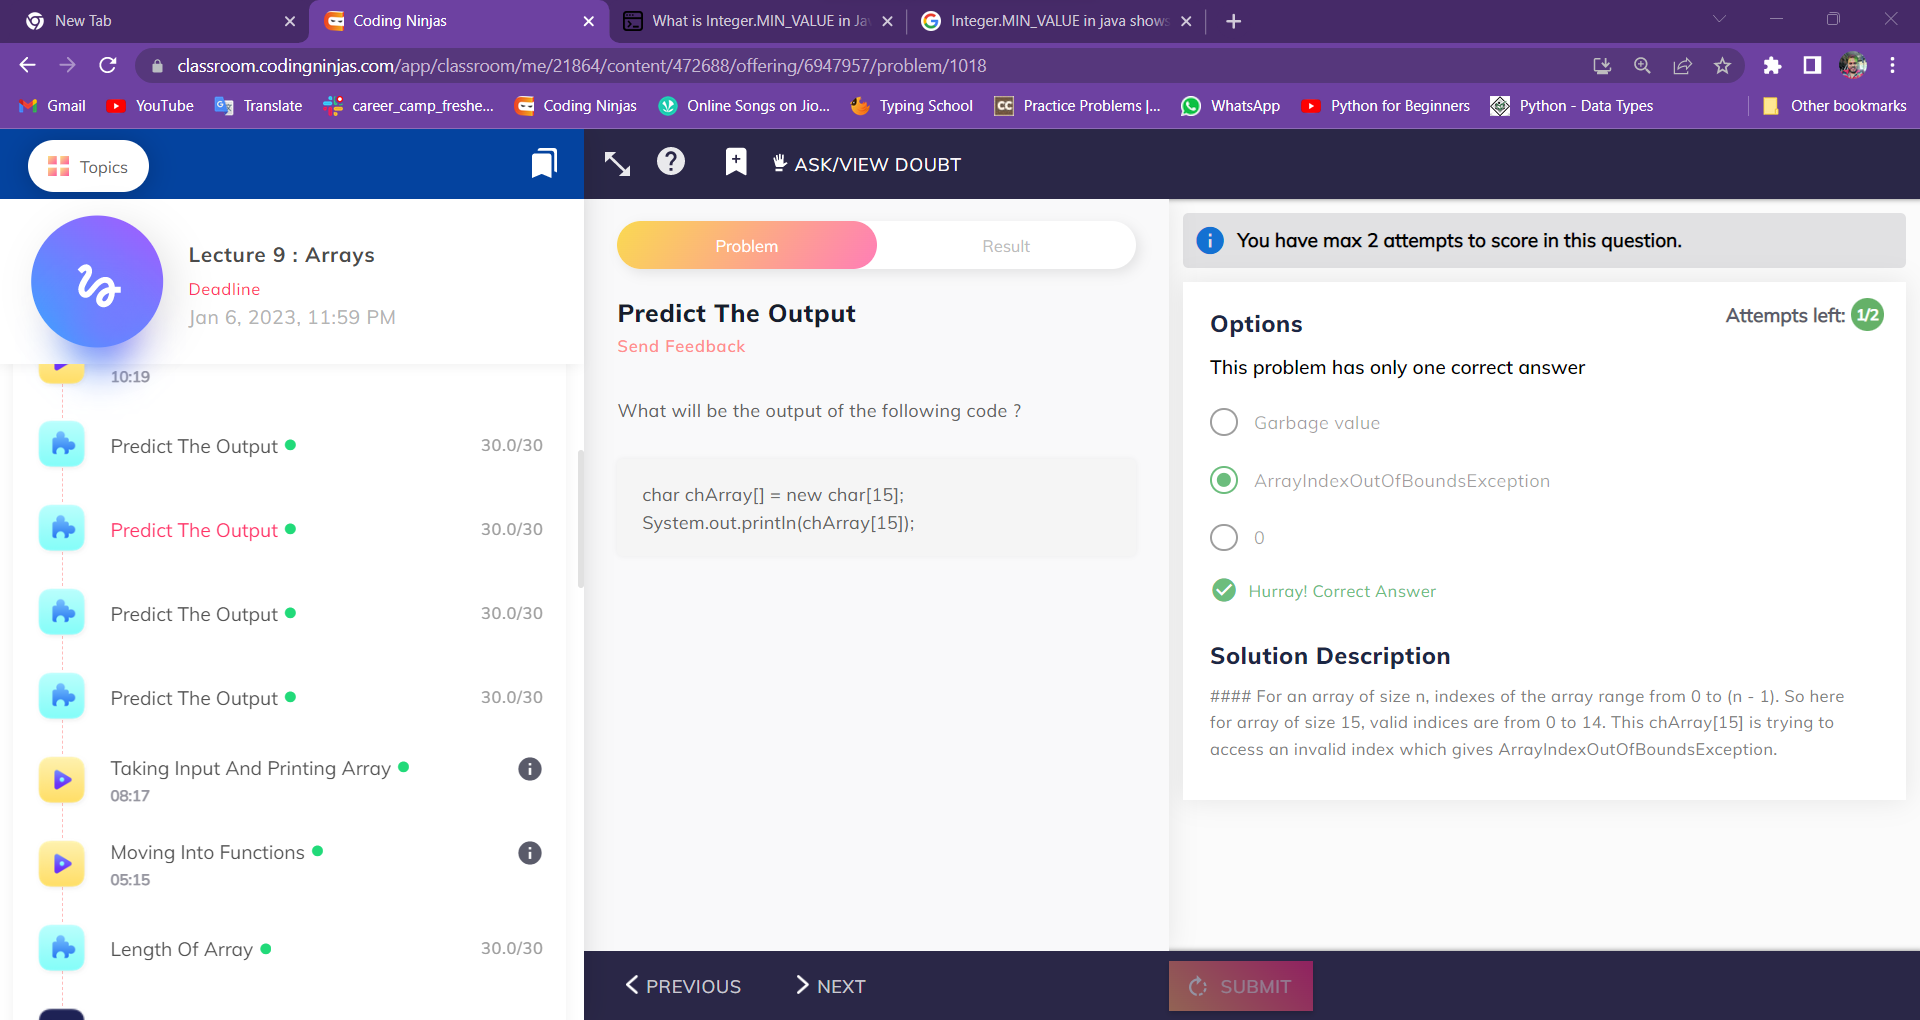 New Tab
Coding Ninjas
What is Integer.MIN_VALUE in Ja
Integer.MIN_VALUE in java shows
classroom.codingninjas.com/app/classroom/me/21864/content/472688/offering/6947957/problem/1018
Gmail
YouTube
Translate
career_camp_freshe...
Coding Ninjas
Online Songs on Jio...
Typing School
CC
Practice Problems |...
WhatsApp
Python for Beginners
Python - Data Types
Other bookmarks
Topics
ASK/VIEW DOUBT
Lecture 9 : Arrays
Deadline
Jan 6, 2023, 11:59 PM
10:19
Predict The Output
30.0/30
Predict The Output
30.0/30
Predict The Output
30.0/30
Predict The Output
30.0/30
Taking Input And Printing Array
08:17
Moving Into Functions
05:15
Length Of Array
30.0/30
Problem
Result
Predict The Output
Send Feedback
What will be the output of the following code ?
char chArray[] = new char[15];
System.out.println(chArray[15]);
PREVIOUS
NEXT
You have max 2 attempts to score in this question.
Options
Attempts left: 1/2
This problem has only one correct answer
Garbage value
ArrayIndexOutOfBoundsException
0
Hurray! Correct Answer
Solution Description
#### For an array of size n, indexes of the array range from 0 to (n - 1). So here
for array of size 15, valid indices are from 0 to 14. This chArray[15] is trying to
access an invalid index which gives ArrayIndexOutOfBoundsException.
SUBMIT